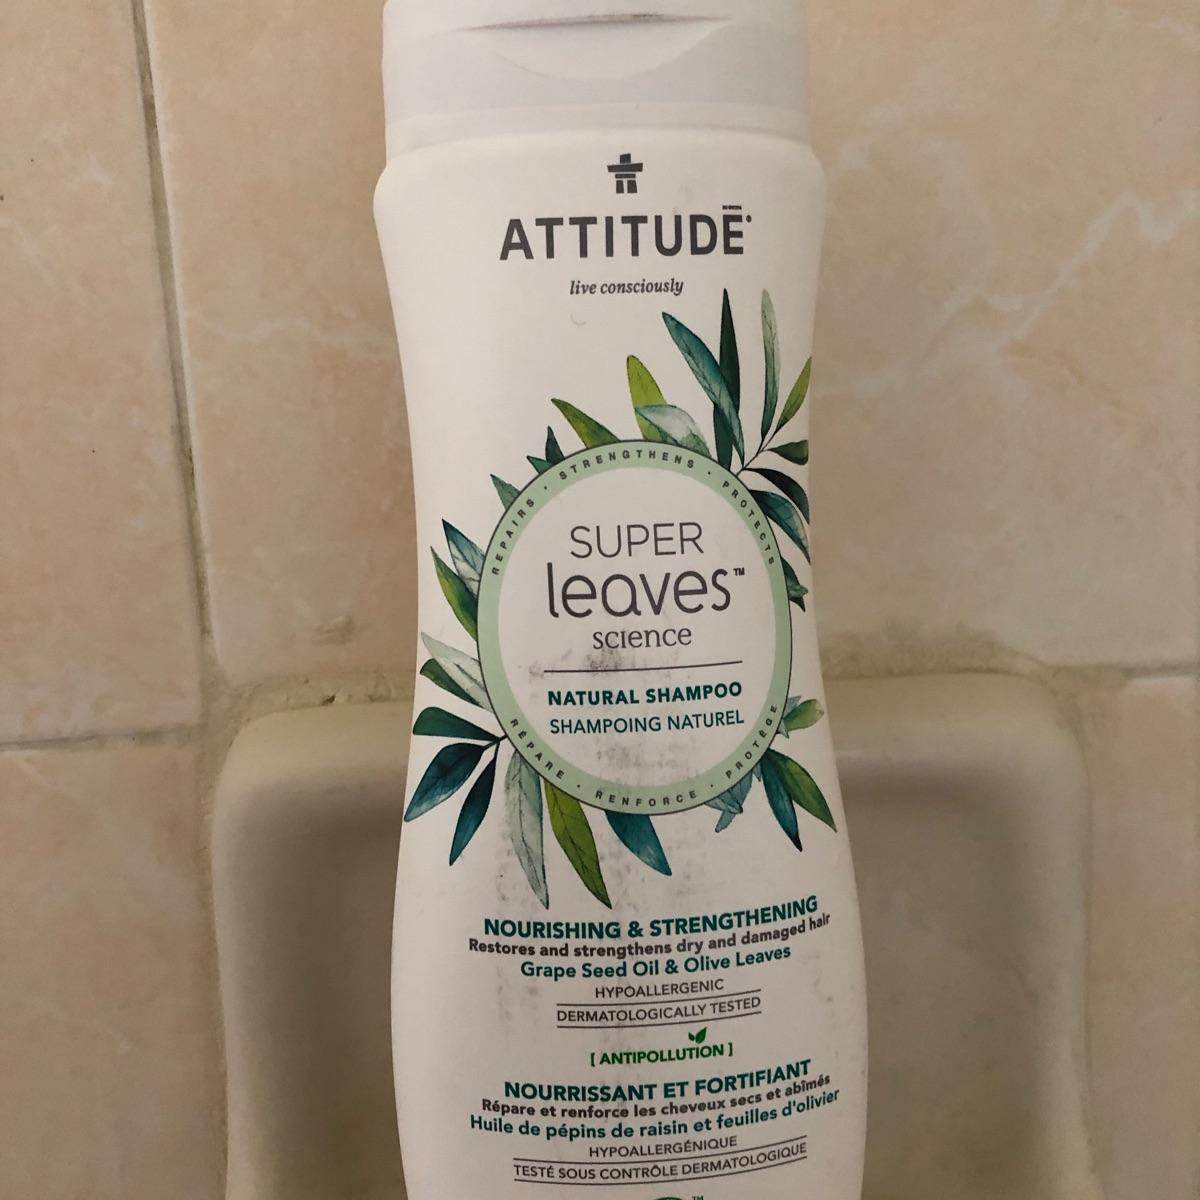 ATTITUDE
live consciously
REPAIRS · STRENGTHENS · PROTECTS
SUPER
leaves™
science
NATURAL SHAMPOO
SHAMPOING NATUREL
RÉPARE · RENFORCE · PROTÈGE
NOURISHING & STRENGTHENING
Restores and strengthens dry and damaged hair
Grape Seed Oil & Olive Leaves
HYPOALLERGENIC
DERMATOLOGICALLY TESTED
[ ANTIPOLLUTION ]
NOURRISSANT ET FORTIFIANT
Répare et renforce les cheveux secs et abîmés
Huile de pépins de raisin et feuilles d'olivier
HYPOALLERGÉNIQUE
TESTÉ SOUS CONTRÔLE DERMATOLOGIQUE
TM